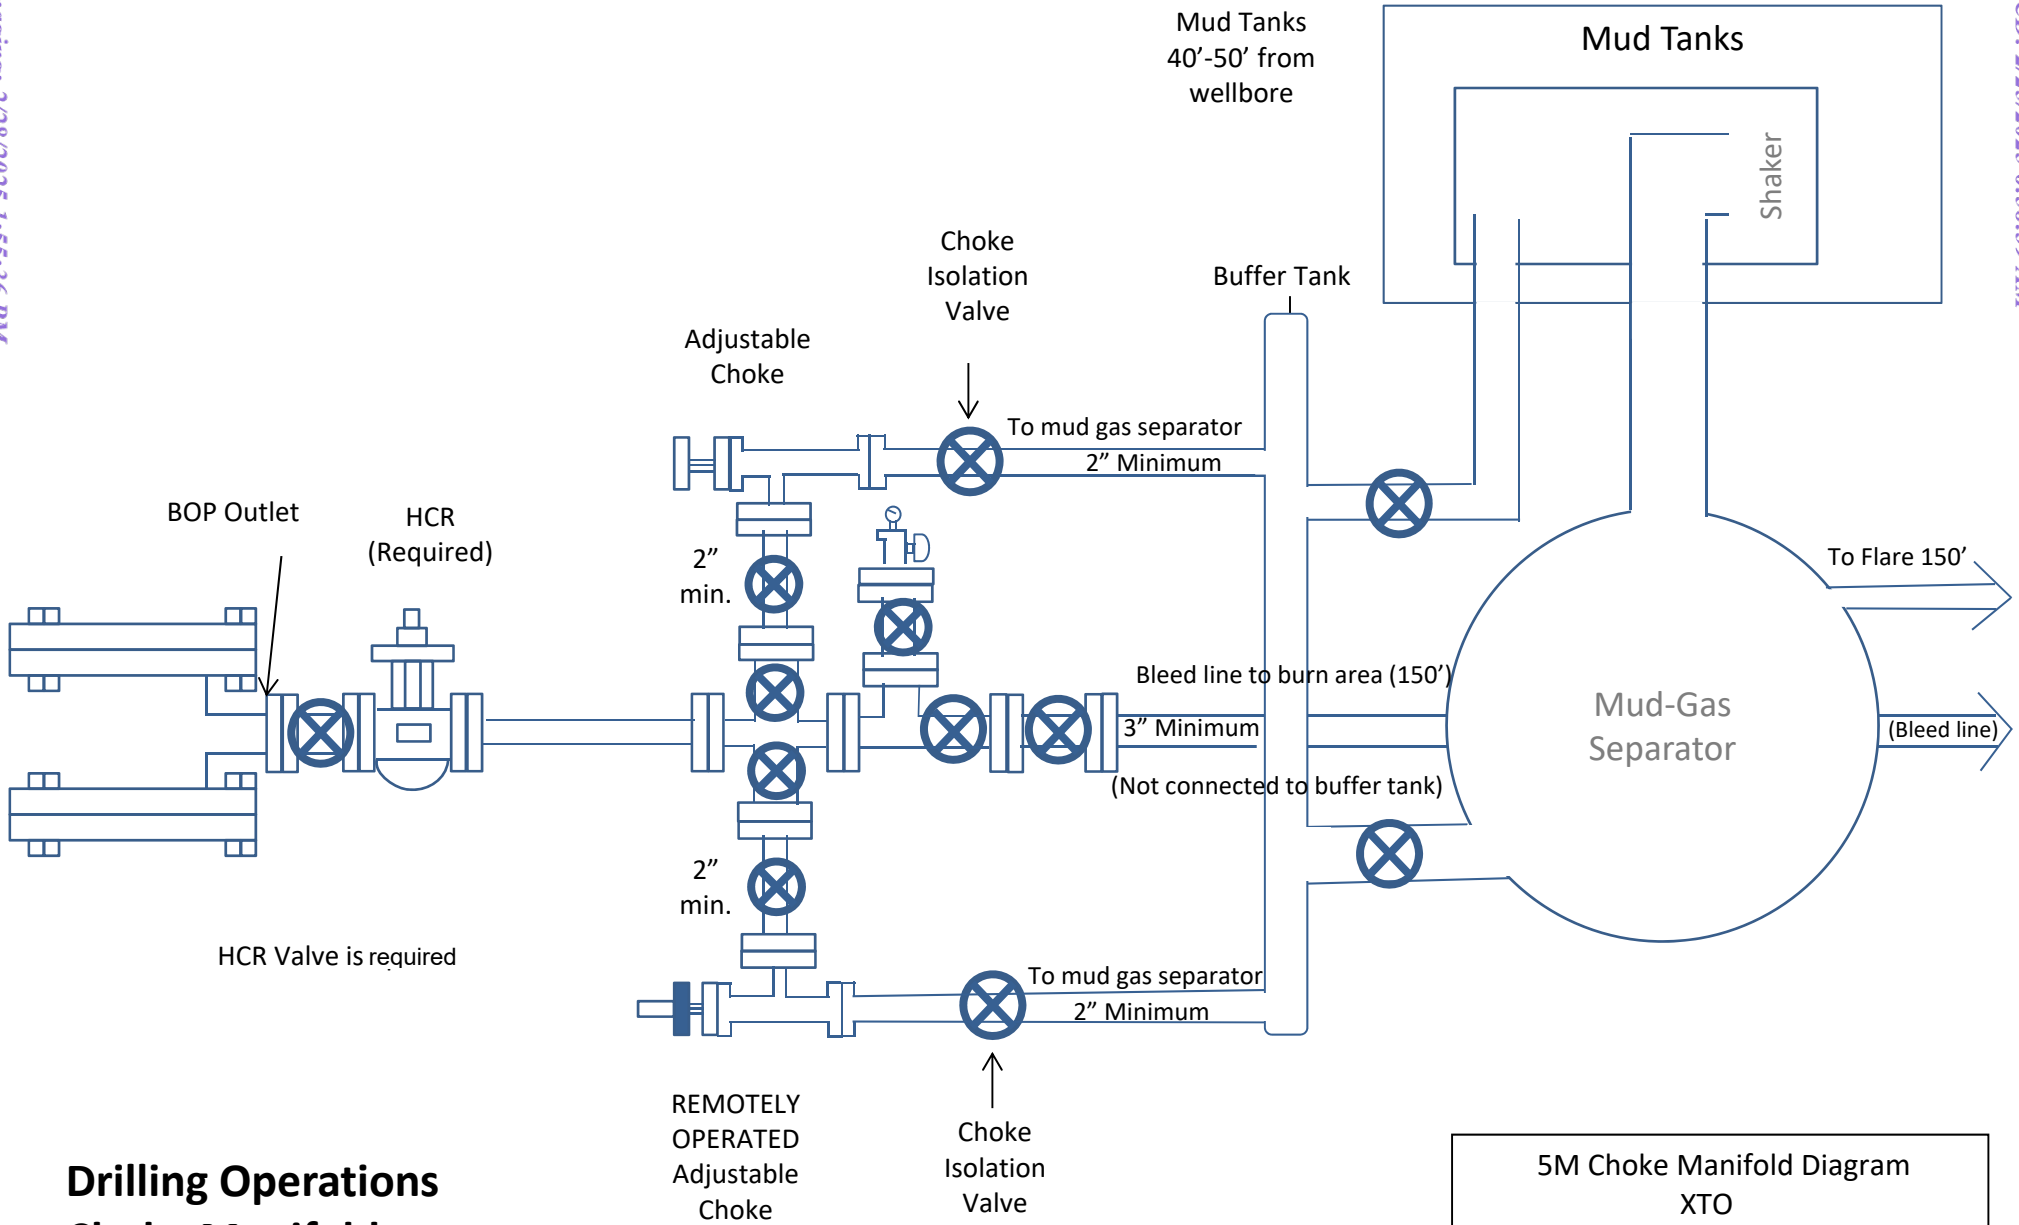 Mud Tanks
40’-50’ from
wellbore
Mud Tanks
Shaker
Choke
Isolation
Valve
Buffer Tank
Adjustable
Choke
To mud gas separator
2” Minimum
BOP Outlet
HCR
(Required)
2”
min.
To Flare 150’
Bleed line to burn area (150’)
3” Minimum
(Not connected to buffer tank)
Mud-Gas
Separator
(Bleed line)
2”
min.
HCR Valve is required
To mud gas separator
2” Minimum
REMOTELY
OPERATED
Adjustable
Choke
Choke
Isolation
Valve
Drilling Operations
5M Choke Manifold Diagram
XTO